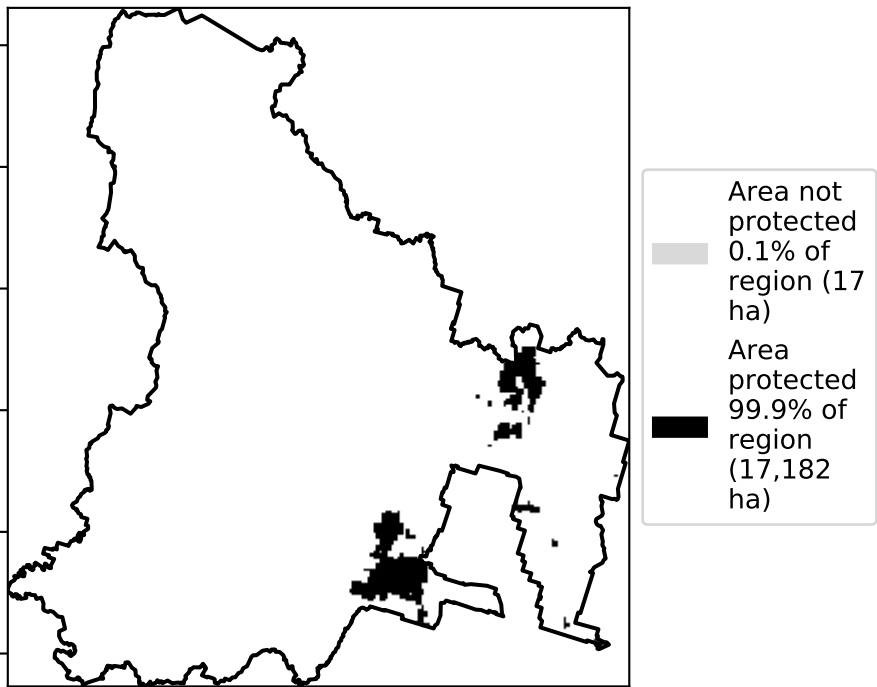 Area not
protected
0.1% of
region (17
ha)
Area
protected
99.9% of
region
(17,182
ha)